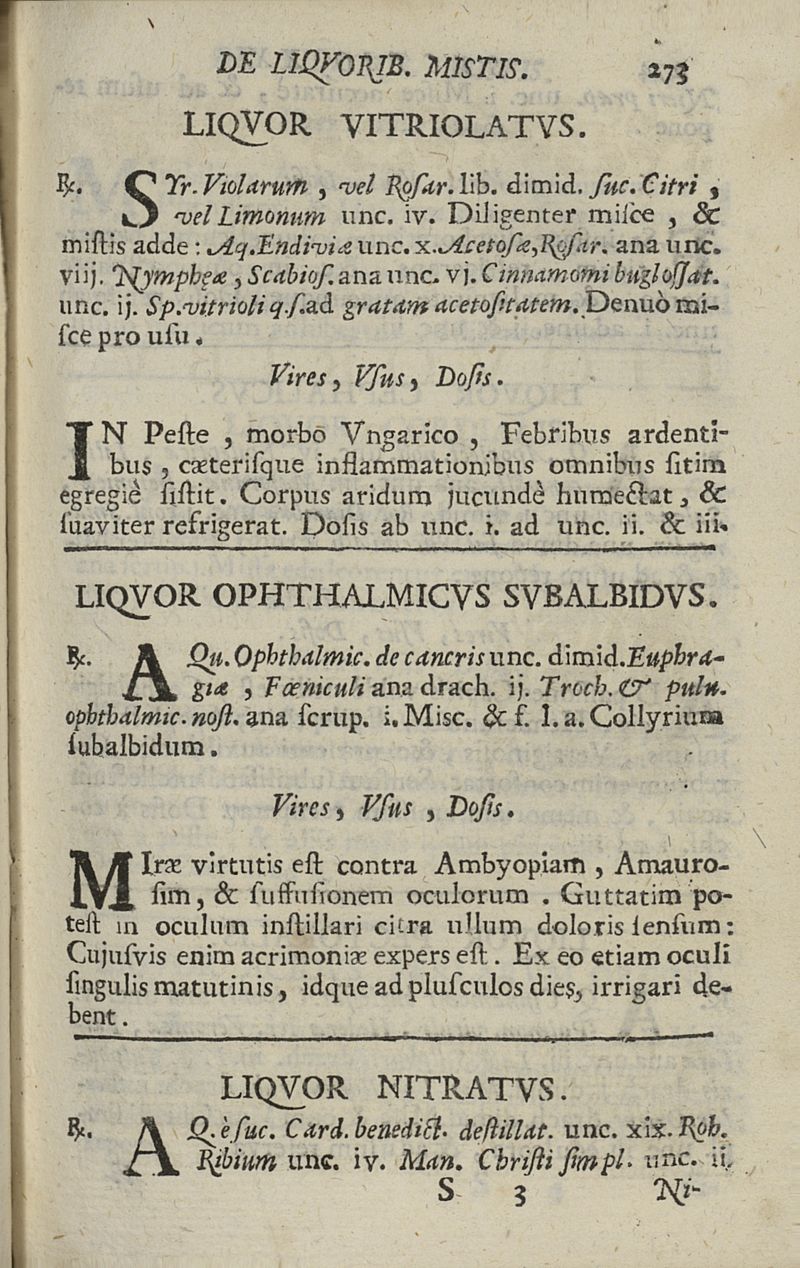 DE LIQVORIB. MISTIS. 273
LIQVOR VITRIOLATVS.
℞. SYr. Violarum , vel Roſar. lib. dimid. ſuc. Citri ,
vel Limonum unc. iv. Diligenter miſce , &
miſtis adde : Aq. Endiviæ unc. x. Acetoſæ, Roſar. ana unc.
viij. Nymphęæ , Scabioſ. ana unc. vj. Cinnamomi bugloſſat.
unc. ij. Sp. vitrioli q. ſ. ad gratam acetoſitatem. Denuò mi-
ſce pro uſu .
Vires , Vſus , Doſis .
IN Peſte , morbo Vngarico , Febribus ardenti-
bus , cæteriſque inflammationibus omnibus ſitim
egregiè ſiſtit . Corpus aridum jucundè humectat , &
ſuaviter refrigerat. Doſis ab unc. i. ad unc. ii. & iii.
LIQVOR OPHTHALMICVS SVBALBIDVS.
℞. AQu. Ophthalmic. de cancris unc. dimid. Euphra-
giæ , Fœniculi ana drach. ij. Troch. & pulu.
ophthalmic. noſt. ana ſcrup. i. Misc. & f. l. a. Collyrium
ſubalbidum .
Vires , Vſus , Doſis .
MIræ virtutis eſt contra Ambyopiam , Amauro-
ſim , & ſuffuſionem oculorum . Guttatim po-
teſt in oculum inſtillari citra ullum doloris ſenſum :
Cujuſvis enim acrimoniæ expers eſt . Ex eo etiam oculi
ſingulis matutinis , idque ad pluſculos dies, irrigari de-
bent .
LIQVOR NITRATVS.
℞. AQ. è ſuc. Card. benedict. deſtillat. unc. xix. Rob.
Ribium unc. iv. Man. Chriſti ſimpl. unc. ii.
S 3 Ni-